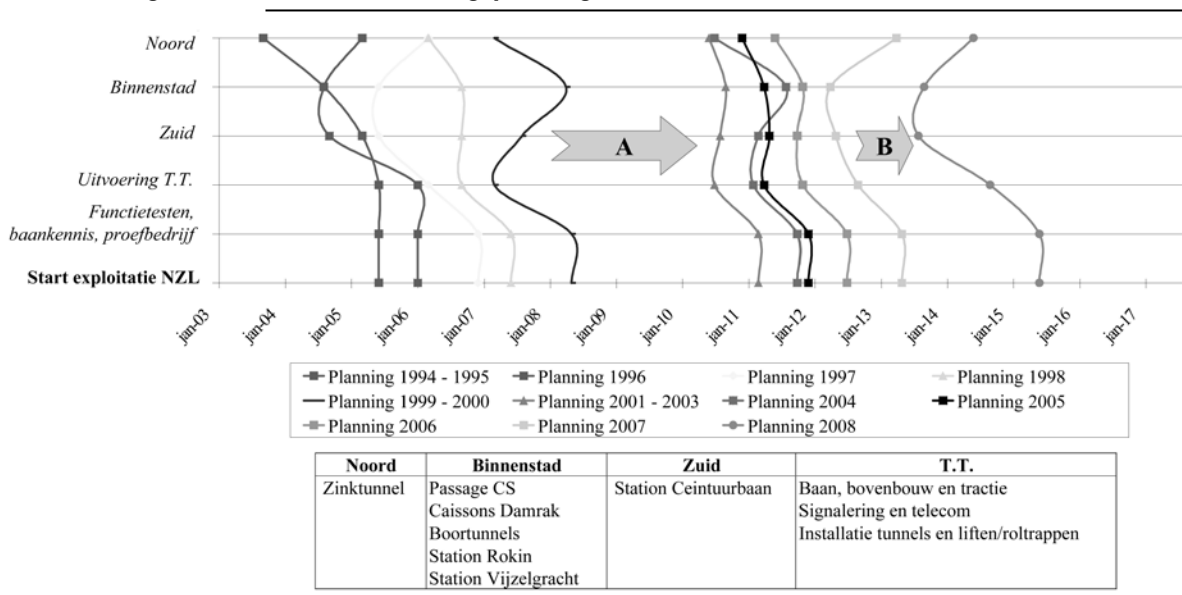 Noord
Binnenstad
Zuid
A
B
Uitvoering T.T.
Functietesten,
baankennis, proefbedrijf
Start exploitatie NZL
jan-03 jan-04 jan-05 jan-06 jan-07 jan-08 jan-09 jan-10 jan-11 jan-12 jan-13 jan-14 jan-15 jan-16 jan-17
Planning 1994 - 1995 Planning 1996 Planning 1997 Planning 1998
Planning 1999 - 2000 Planning 2001 - 2003 Planning 2004 Planning 2005
Planning 2006 Planning 2007 Planning 2008
Noord Binnenstad Zuid T.T.
Zinktunnel Passage CS Station Ceintuurbaan Baan, bovenbouw en tractie
Caissons Damrak Signalering en telecom
Boortunnels Installatie tunnels en liften/roltrappen
Station Rokin
Station Vijzelgracht